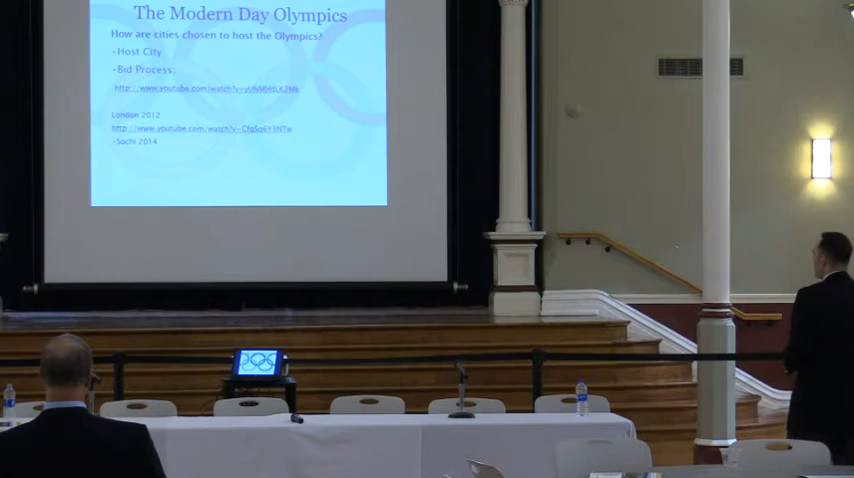 The Modern Day Olympics
How are cities chosen to host the Olympics?
-Host City
-Bid Process:
London 2012
-Sochi 2014